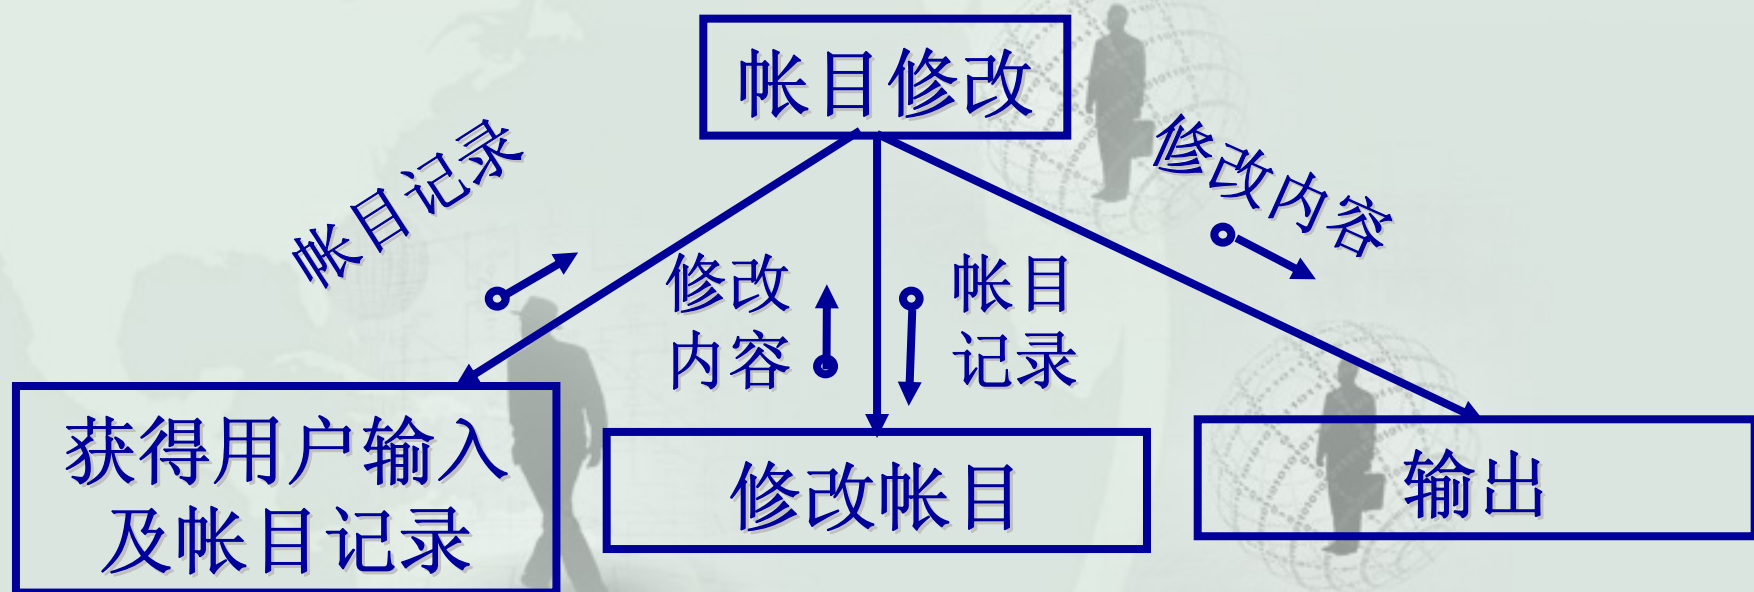 帐目修改
帐目记录
修改内容
修改
内容
帐目
记录
获得用户输入
及帐目记录
修改帐目
输出